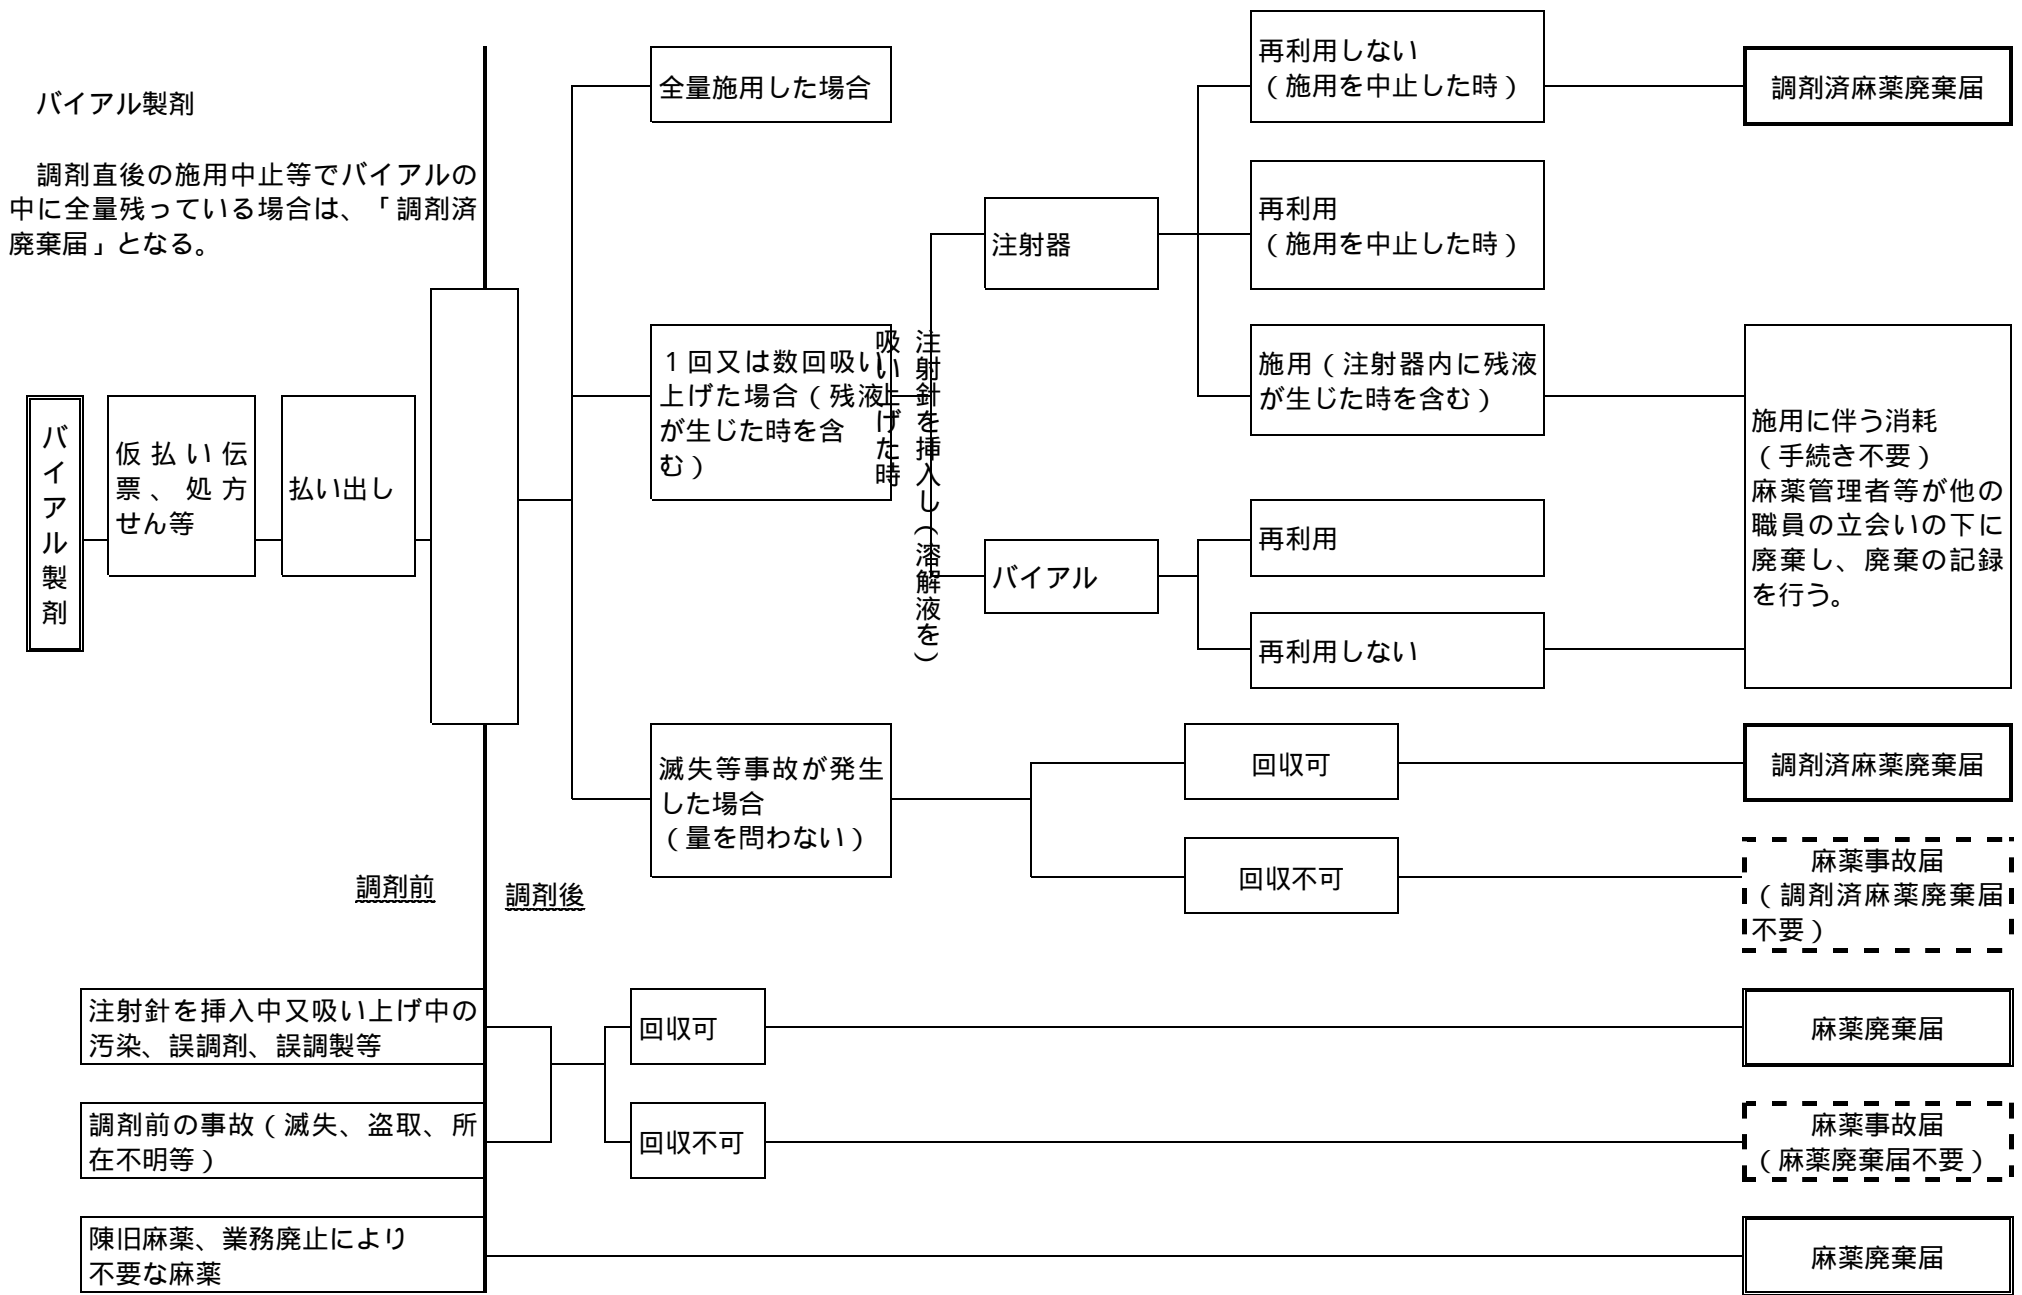 バイアル製剤
調剤直後の施用中止等でバイアルの
中に全量残っている場合は、「調剤済
廃棄届」となる。
バイアル製剤
仮払い伝
票、処方
せん等
払い出し
注射針を挿入し(溶解液を)
吸い上げた時
全量施用した場合
1回又は数回吸い
上げた場合(残液
が生じた時を含
む)
注射器
バイアル
再利用しない
(施用を中止した時)
再利用
(施用を中止した時)
施用(注射器内に残液
が生じた時を含む)
再利用
再利用しない
調剤済麻薬廃棄届
施用に伴う消耗
(手続き不要)
麻薬管理者等が他の
職員の立会いの下に
廃棄し、廃棄の記録
を行う。
滅失等事故が発生
した場合
(量を問わない)
回収可
調剤済麻薬廃棄届
回収不可
麻薬事故届
(調剤済麻薬廃棄届
不要)
調剤前
調剤後
注射針を挿入中又吸い上げ中の
汚染、誤調剤、誤調製等
回収可
麻薬廃棄届
調剤前の事故(滅失、盗取、所
在不明等)
回収不可
麻薬事故届
(麻薬廃棄届不要)
陳旧麻薬、業務廃止により
不要な麻薬
麻薬廃棄届